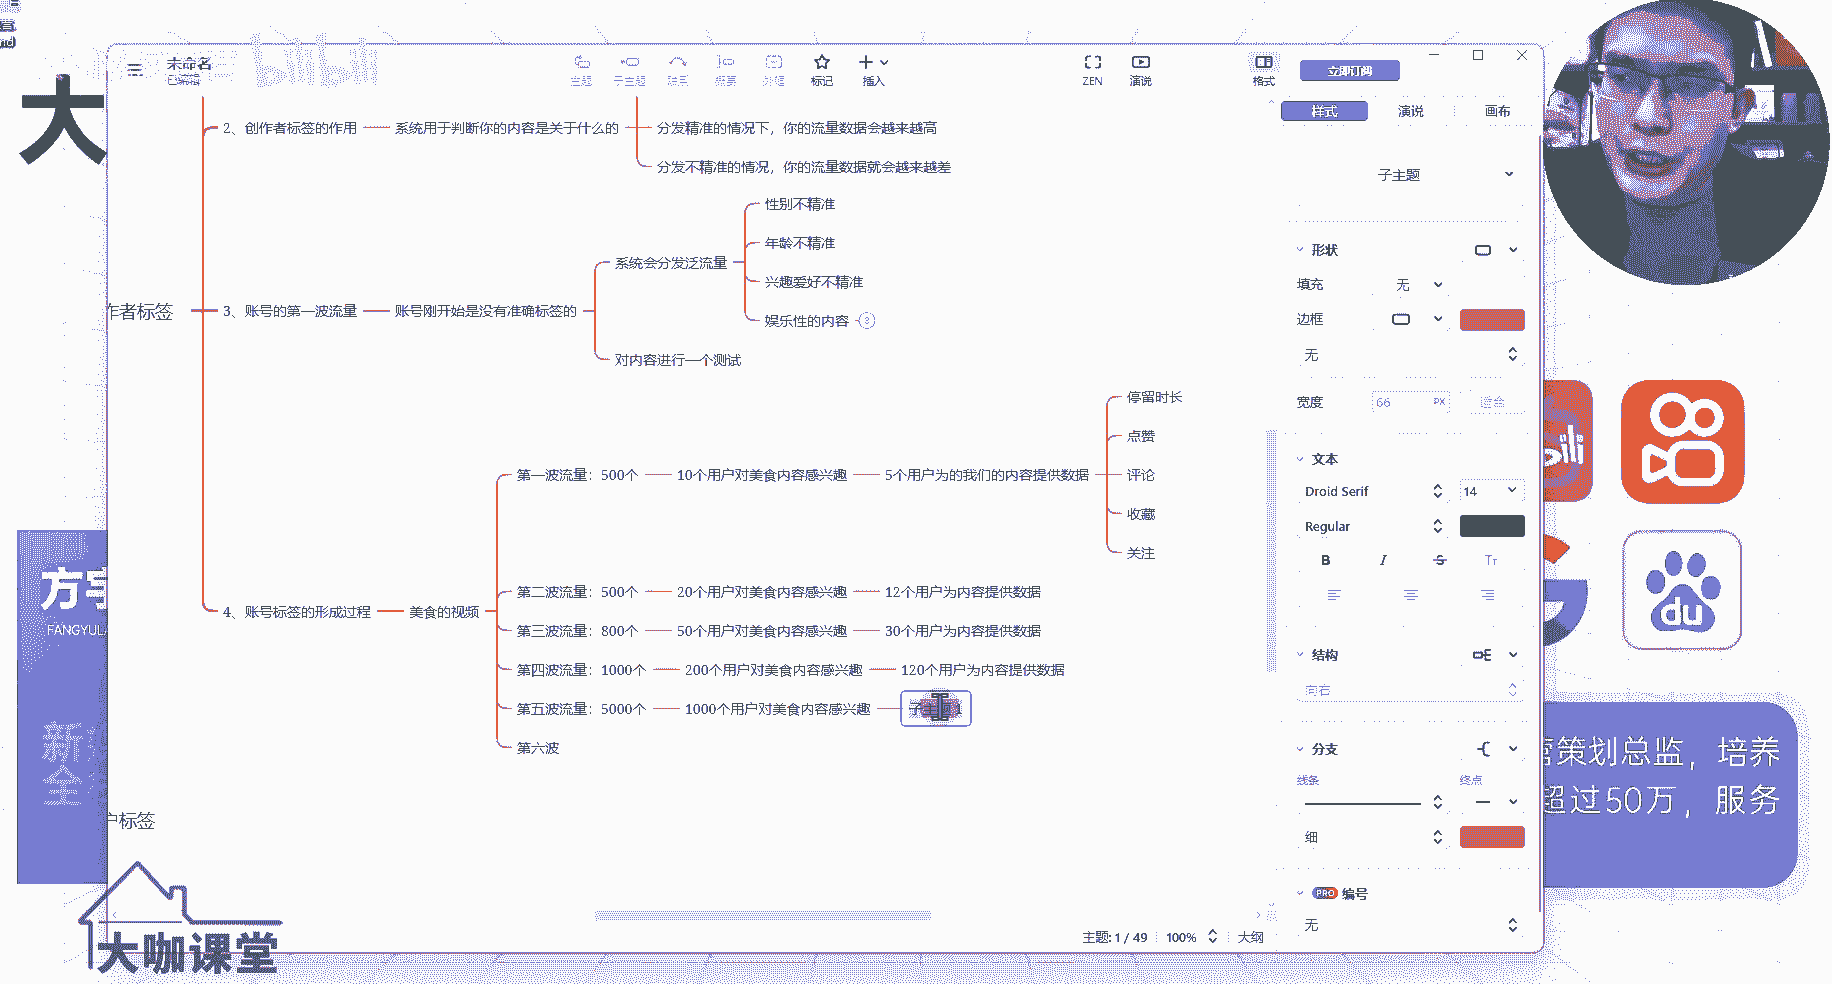 大
未命名
已编辑
bilibili
主题
子主题
联系
概要
外框
标记
插入
ZEN
演说
格式
立即订阅
样式
演说
画布
2、创作者标签的作用
系统用于判断你的内容是关于什么的
分发精准的情况下，你的流量数据会越来越高
分发不精准的情况，你的流量数据就会越来越差
作者标签
3、账号的第一波流量
账号刚开始是没有准确标签的
系统会分发泛流量
性别不精准
年龄不精准
兴趣爱好不精准
娱乐性的内容
3
对内容进行一个测试
4、账号标签的形成过程
美食的视频
第一波流量：500个
10个用户对美食内容感兴趣
5个用户为的我们的内容提供数据
停留时长
点赞
评论
收藏
关注
第二波流量：500个
20个用户对美食内容感兴趣
12个用户为内容提供数据
第三波流量：800个
50个用户对美食内容感兴趣
30个用户为内容提供数据
第四波流量：1000个
200个用户对美食内容感兴趣
120个用户为内容提供数据
第五波流量：5000个
1000个用户对美食内容感兴趣
第六波
户标签
子主题
形状
填充
无
边框
无
宽度
66
PX
适合
文本
Droid Serif
14
Regular
B
I
S
Tт
结构
向右
分支
线条
终点
细
PRO 编号
无
主题: 1 / 49
100%
大纲
方宇
FANGYUL
新
全
营策划总监，培养
超过50万，服务
du
大咖课堂